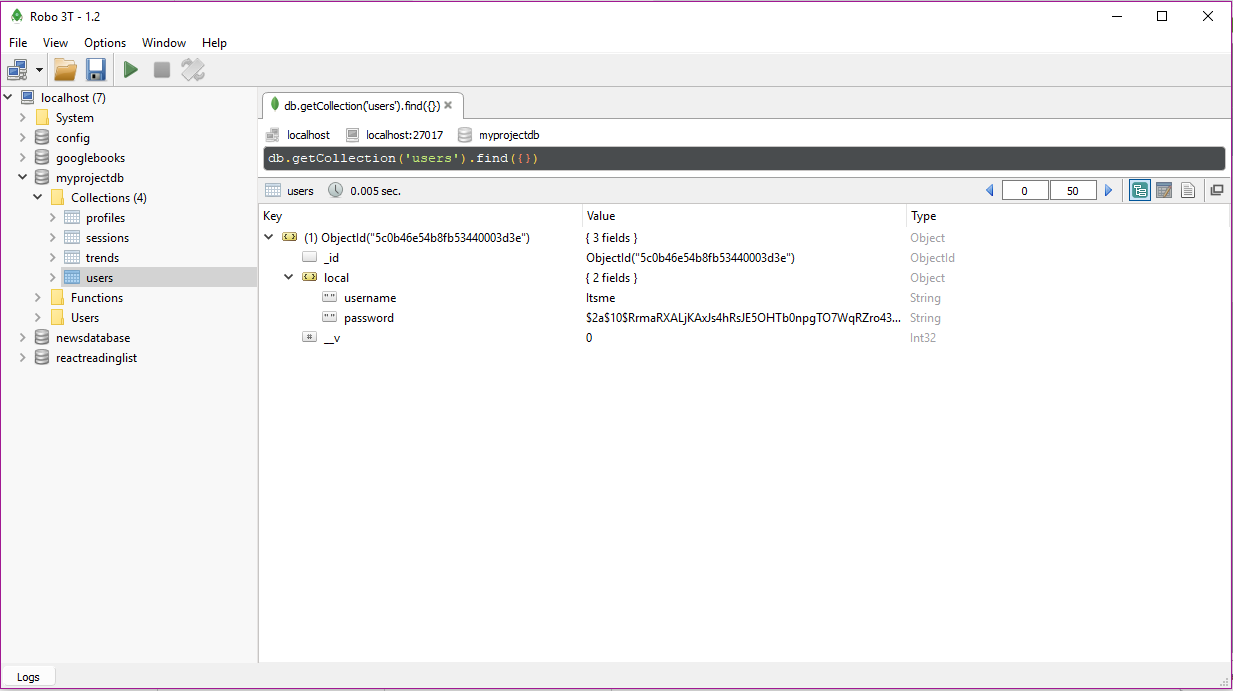 Robo 3T - 1.2
File View Options Window Help
localhost (7)
System
config
googlebooks
myprojectdb
Collections (4)
profiles
sessions
trends
users
Functions
Users
newsdatabase
reactreadinglist
db.getCollection('users').find({})
localhost localhost:27017 myprojectdb
db.getCollection('users').find({})
users 0.005 sec. 0 50
Key Value Type
(1) ObjectId("5c0b46e54b8fb53440003d3e") { 3 fields } Object
_id ObjectId("5c0b46e54b8fb53440003d3e") ObjectId
local { 2 fields } Object
username Itsme String
password $2a$10$RrmaRXALjKAxJs4hRsJE5OHTb0npgTO7WqRZro43... String
__v 0 Int32
Logs